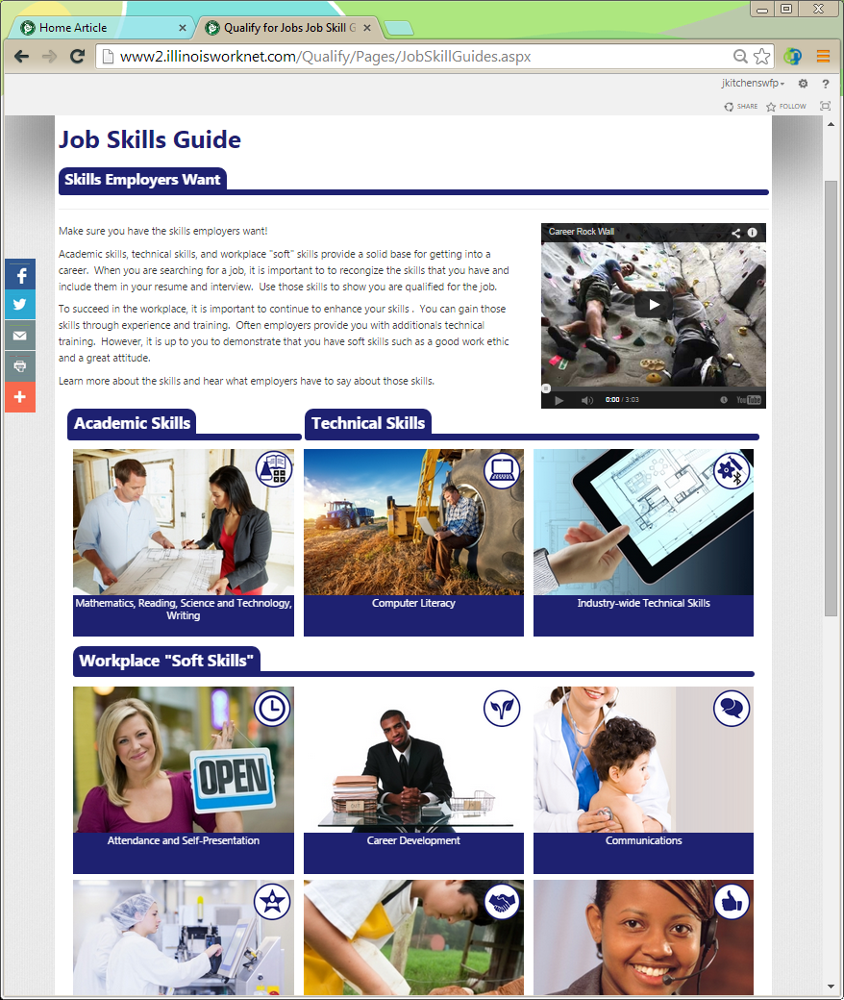 Home Article
Qualify for Jobs Job Skill G
www2.illinoisworknet.com/Qualify/Pages/JobSkillGuides.aspx
jkitchenswfp
?
SHARE FOLLOW
Job Skills Guide
Skills Employers Want
Make sure you have the skills employers want!
Academic skills, technical skills, and workplace "soft" skills provide a solid base for getting into a
career. When you are searching for a job, it is important to to recongize the skills that you have and
include them in your resume and interview. Use those skills to show you are qualified for the job.
To succeed in the workplace, it is important to continue to enhance your skills . You can gain those
skills through experience and training. Often employers provide you with additionals technical
training. However, it is up to you to demonstrate that you have soft skills such as a good work ethic
and a great attitude.
Learn more about the skills and hear what employers have to say about those skills.
Career Rock Wall
0:00 / 3:03
YouTube
Academic Skills
Technical Skills
Mathematics, Reading, Science and Technology,
Writing
Computer Literacy
Industry-wide Technical Skills
Workplace "Soft Skills"
OPEN
Attendance and Self-Presentation
Career Development
Communications